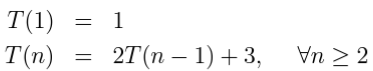 T(1) = 1
T(n) = 2T(n − 1) + 3, ∀n ≥ 2